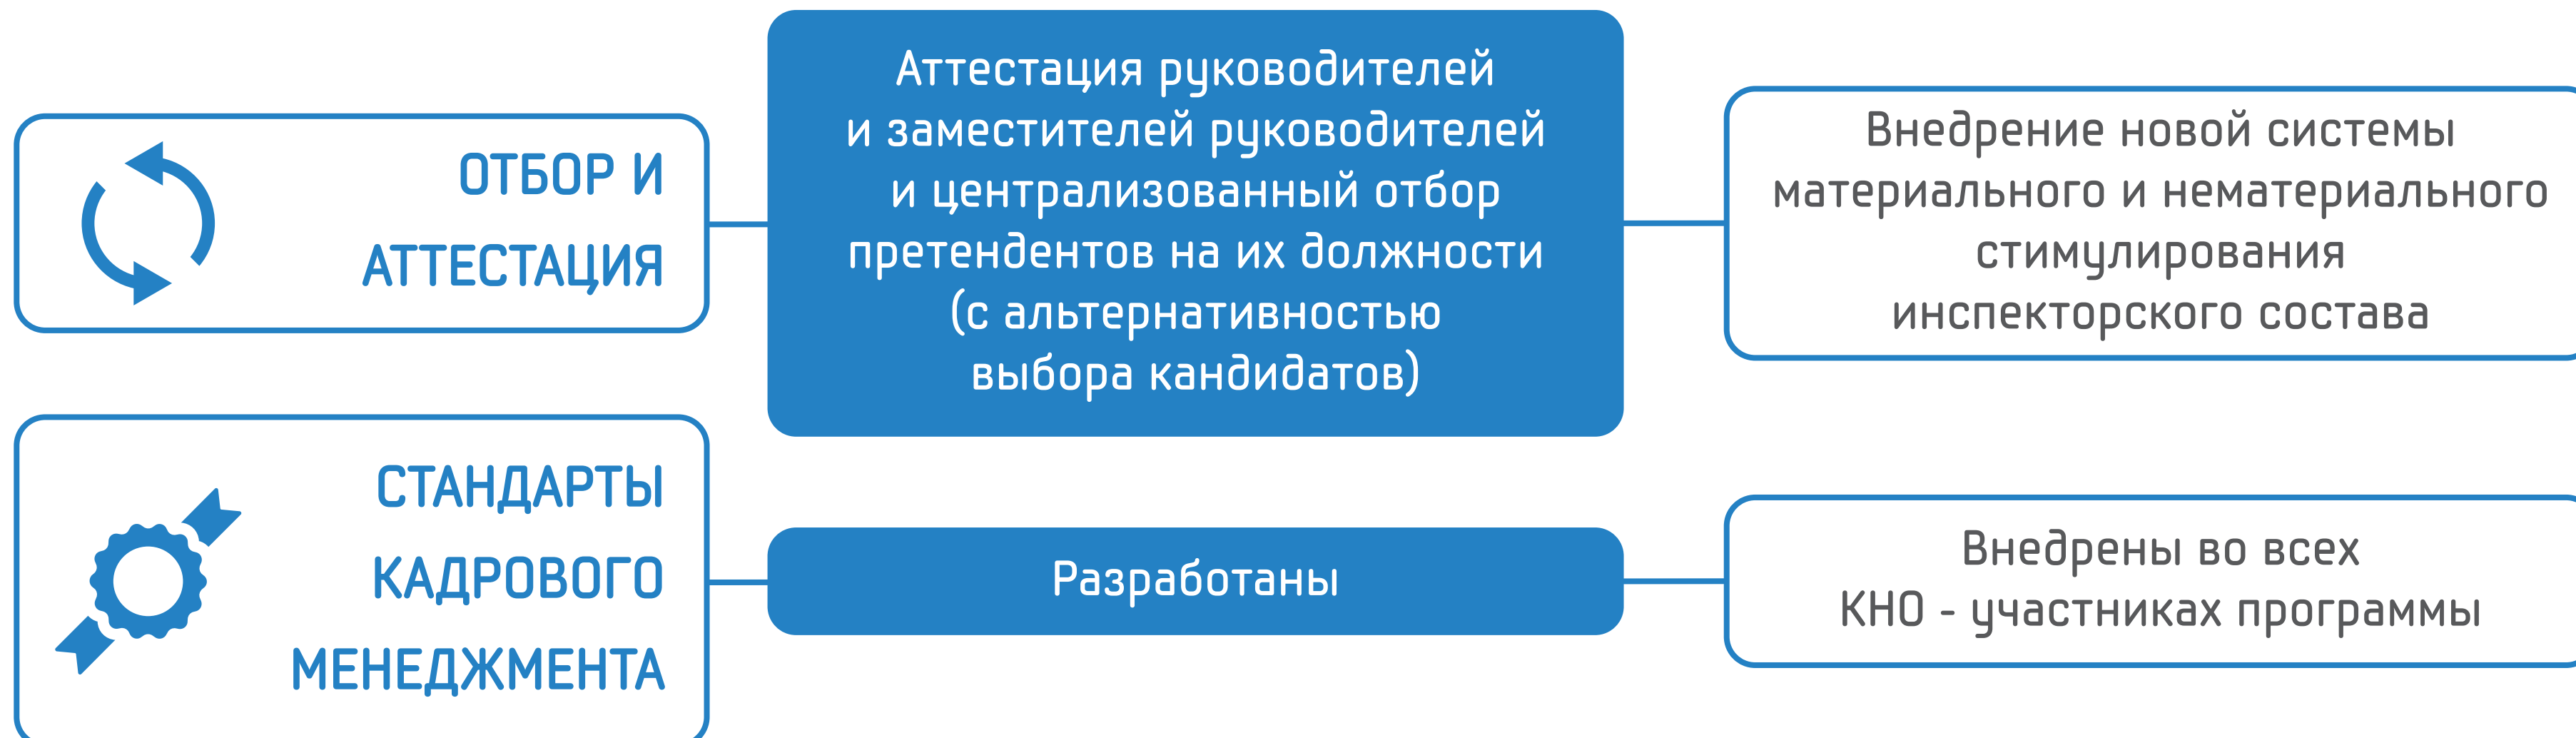 ОТБОР И
АТТЕСТАЦИЯ
Аттестация руководителей
и заместителей руководителей
и централизованный отбор
претендентов на их должности
(с альтернативностью
выбора кандидатов)
Внедрение новой системы
материального и нематериального
стимулирования
инспекторского состава
СТАНДАРТЫ
КАДРОВОГО
МЕНЕДЖМЕНТА
Разработаны
Внедрены во всех
КНО - участниках программы